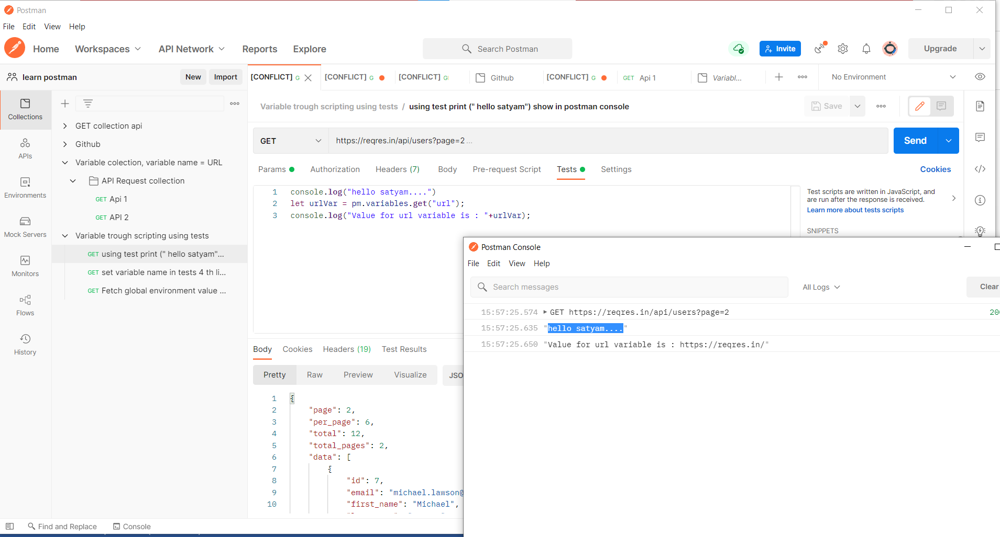 Postman
File Edit View Help
Home Workspaces API Network Reports Explore Search Postman Invite Upgrade
learn postman New Import
[CONFLICT] G [CONFLICT] G [CONFLICT] GI Github [CONFLICT] G GET Api 1 Variabl... No Environment
Collections
APIs
Environments
Mock Servers
Monitors
Flows
History
GET collection api
Github
Variable colection, variable name = URL
API Request collection
GET Api 1
GET API 2
Variable trough scripting using tests
GET using test print (" hello satyam"...
GET set variable name in tests 4 th li...
GET Fetch global environment value ...
Variable trough scripting using tests / using test print (" hello satyam") show in postman console Save
GET https://reqres.in/api/users?page=2 ... Send
Params Authorization Headers (7) Body Pre-request Script Tests Settings Cookies
1 console.log("hello satyam....")
2 let urlVar = pm.variables.get("url");
3 console.log("Value for url variable is : "+urlVar);
Test scripts are written in JavaScript, and
are run after the response is received.
Learn more about tests scripts
SNIPPETS
Body Cookies Headers (19) Test Results
Pretty Raw Preview Visualize JSO
1 {
2 "page": 2,
3 "per_page": 6,
4 "total": 12,
5 "total_pages": 2,
6 "data": [
7 {
8 "id": 7,
9 "email": "michael.lawson@
10 "first_name": "Michael",
Postman Console
File Edit View Help
Search messages All Logs Clear
15:57:25.574 GET https://reqres.in/api/users?page=2 20
15:57:25.635 "hello satyam...."
15:57:25.650 "Value for url variable is : https://reqres.in/"
Find and Replace Console